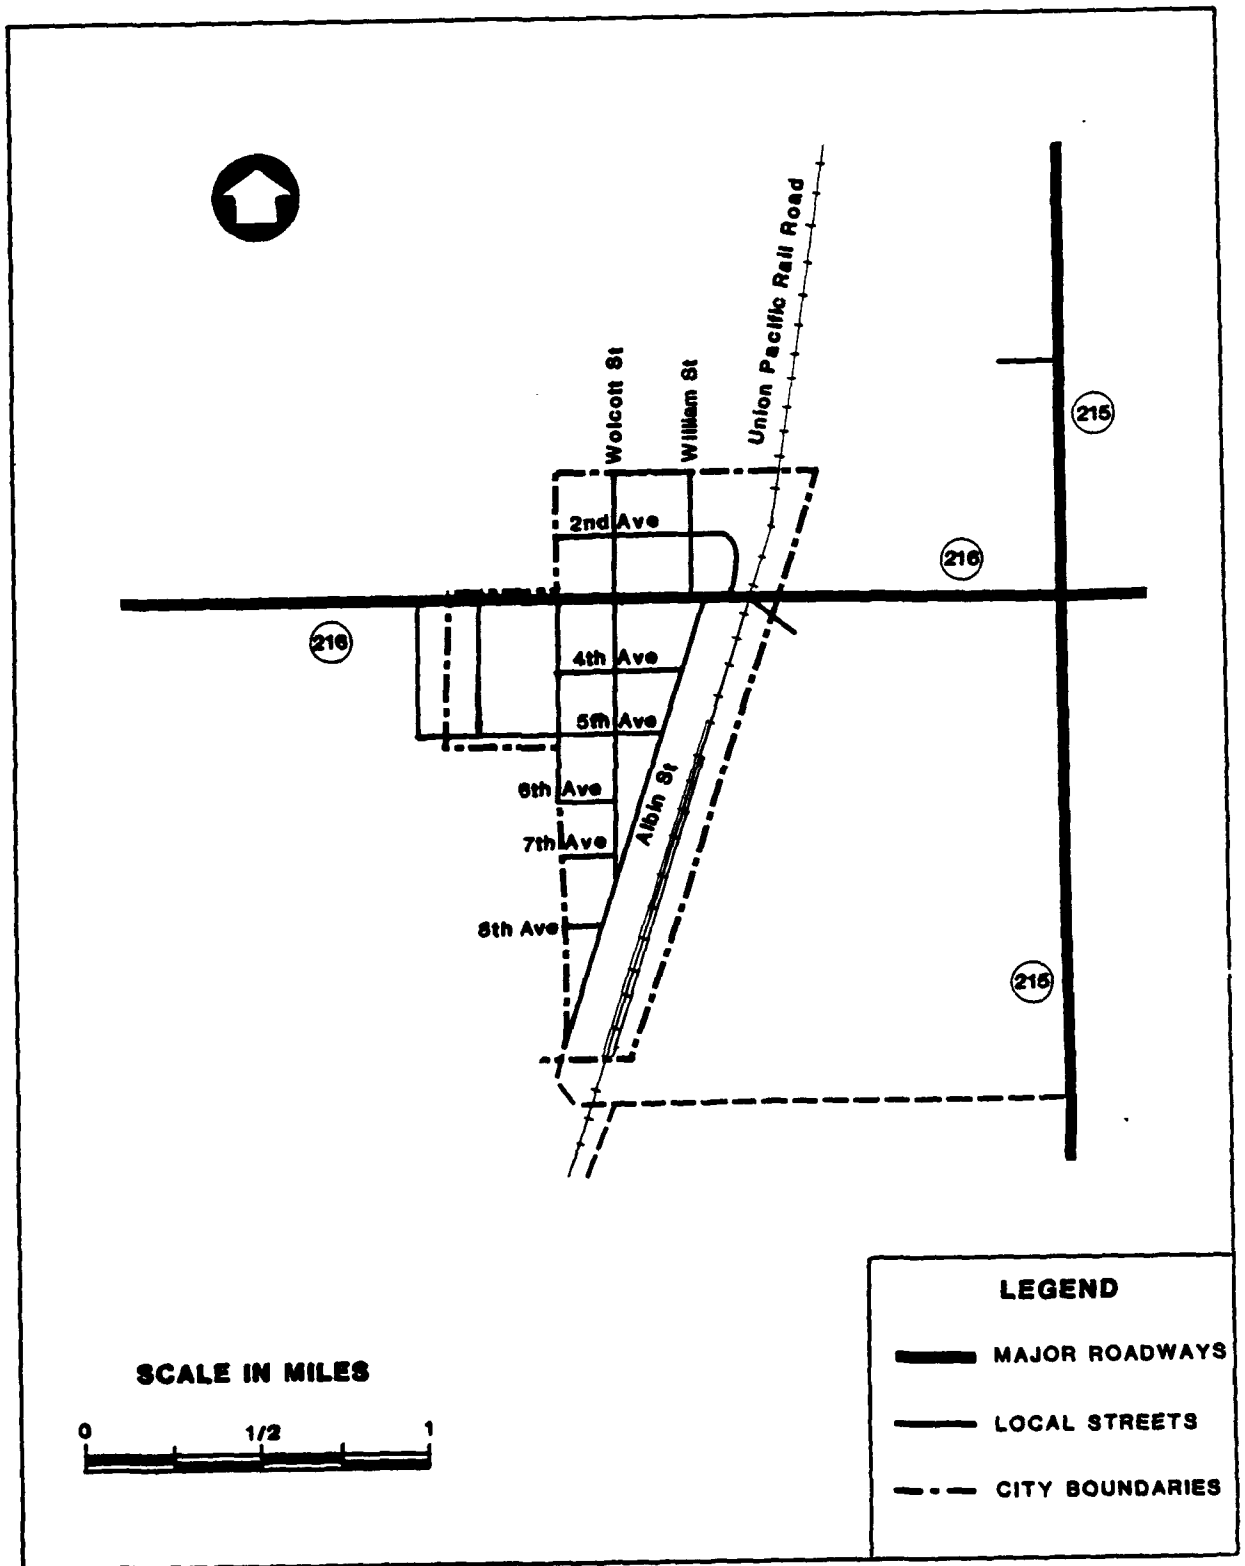 Union Pacific Rail Road
215
Wolcott St
William St
2nd Ave
216
216
4th Ave
5th Ave
Albin St
6th Ave
7th Ave
8th Ave
215
LEGEND
MAJOR ROADWAYS
LOCAL STREETS
CITY BOUNDARIES
SCALE IN MILES
0 1/2 1